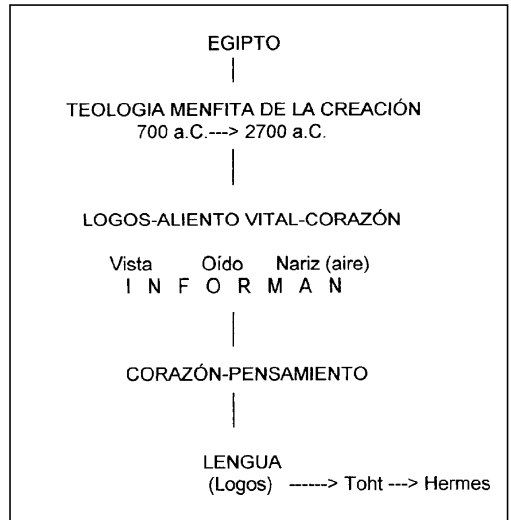 EGIPTO
TEOLOGIA MENFITA DE LA CREACIÓN
700 a.C.---> 2700 a.C.
LOGOS-ALIENTO VITAL-CORAZÓN
Vista Oído Nariz (aire)
I N F O R M A N
CORAZÓN-PENSAMIENTO
LENGUA
(Logos) ------> Toht ---> Hermes